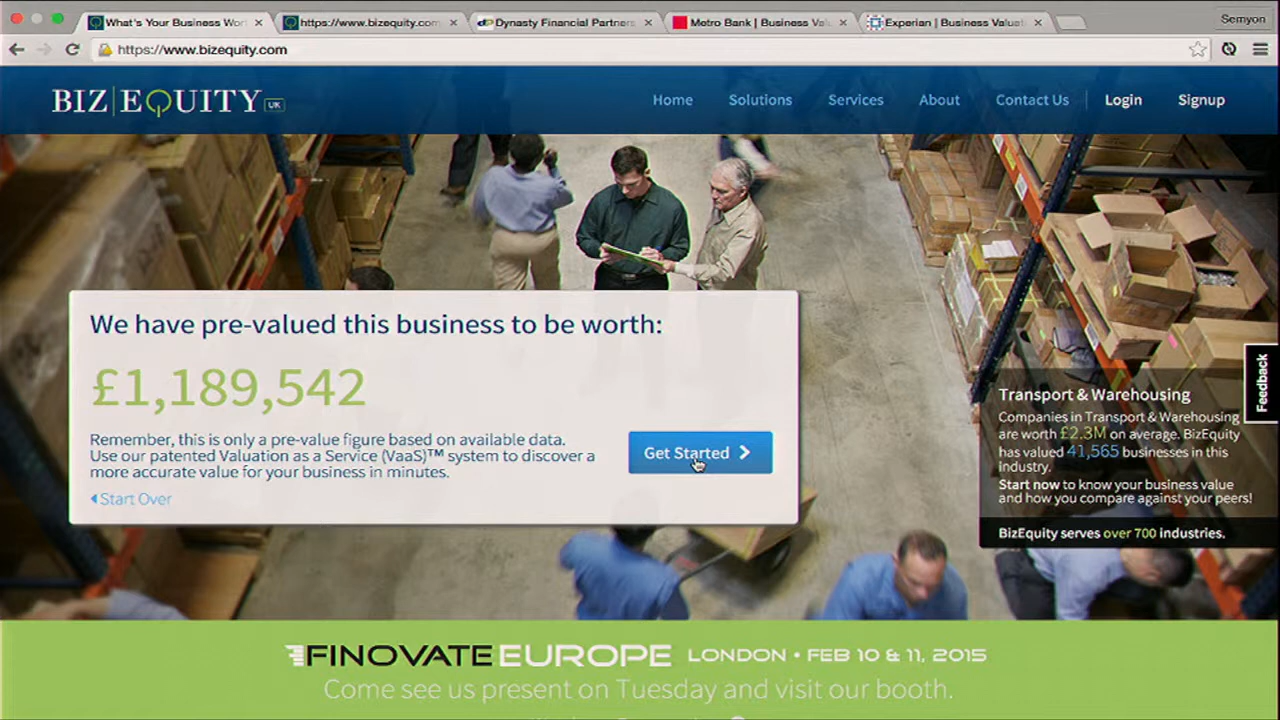 What's Your Business Wor
https://www.bizequity.com
Dynasty Financial Partners
Metro Bank | Business Val
Experian | Business Valuat
Semyon
https://www.bizequity.com
BIZ EQUITY UK
Home
Solutions
Services
About
Contact Us
Login
Signup
We have pre-valued this business to be worth:
£1,189,542
Remember, this is only a pre-value figure based on available data.
Use our patented Valuation as a Service (VaaS)™ system to discover a
more accurate value for your business in minutes.
Start Over
Get Started
Feedback
Transport & Warehousing
Companies in Transport & Warehousing
are worth £2.3M on average. BizEquity
has valued 41,565 businesses in this
industry.
Start now to know your business value
and how you compare against your peers!
BizEquity serves over 700 industries.
FINOVATE EUROPE LONDON • FEB 10 & 11, 2015
Come see us present on Tuesday and visit our booth.